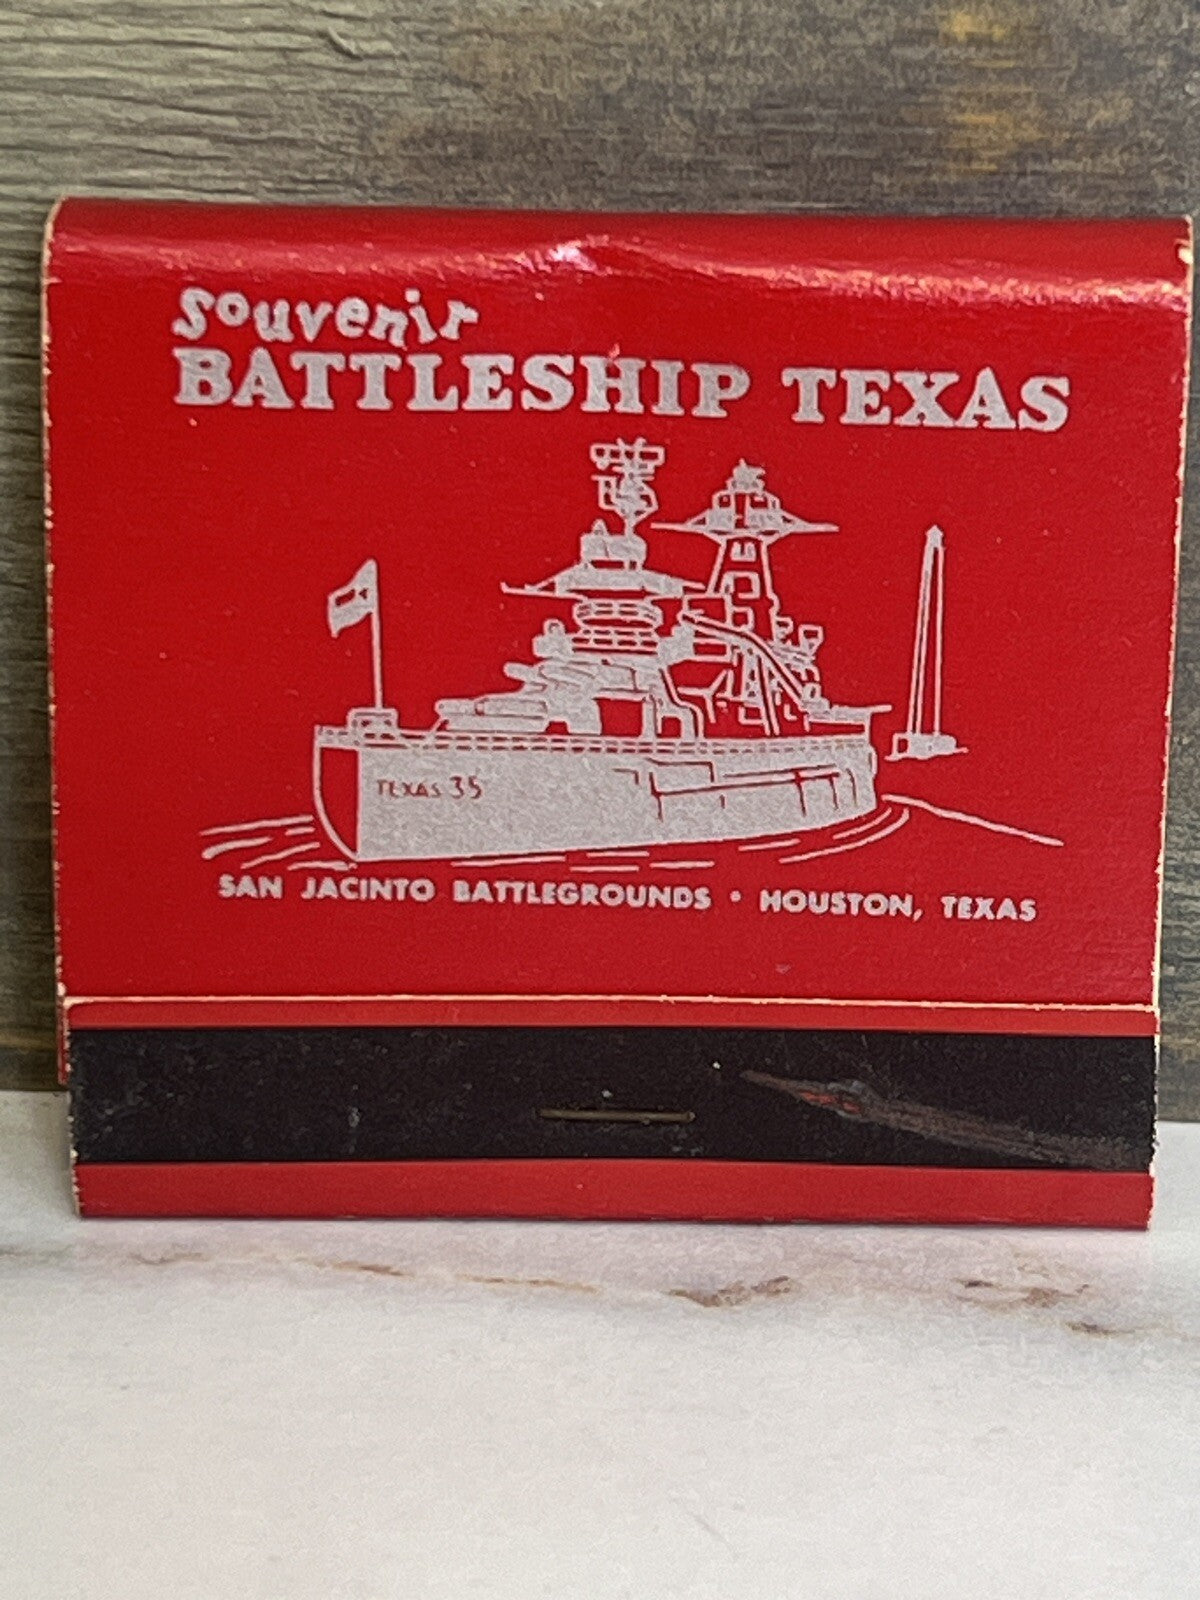 Souvenir
BATTLESHIP TEXAS
TEXAS 35
SAN JACINTO BATTLEGROUNDS • HOUSTON, TEXAS